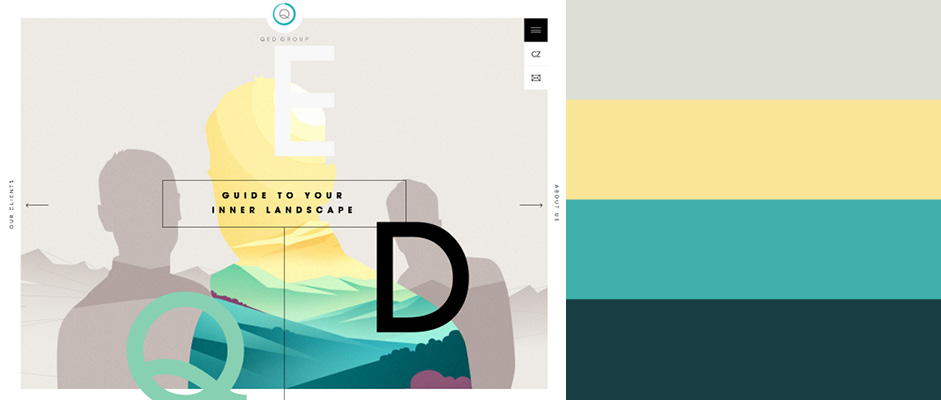 Q
QED GROUP
E
CZ
OUR CLIENTS
GUIDE TO YOUR
INNER LANDSCAPE
ABOUT US
D
Q